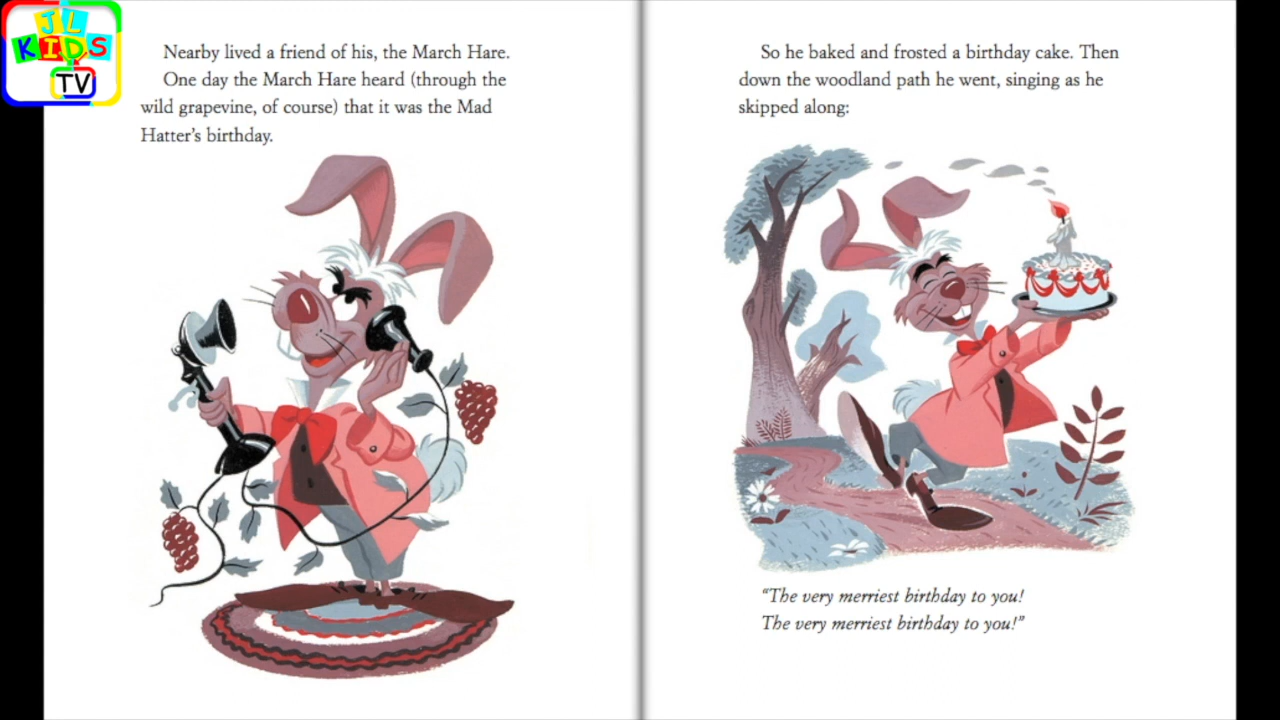 JL
KIDS
TV
Nearby lived a friend of his, the March Hare.
One day the March Hare heard (through the
wild grapevine, of course) that it was the Mad
Hatter's birthday.
So he baked and frosted a birthday cake. Then
down the woodland path he went, singing as he
skipped along:
“The very merriest birthday to you!
The very merriest birthday to you!”